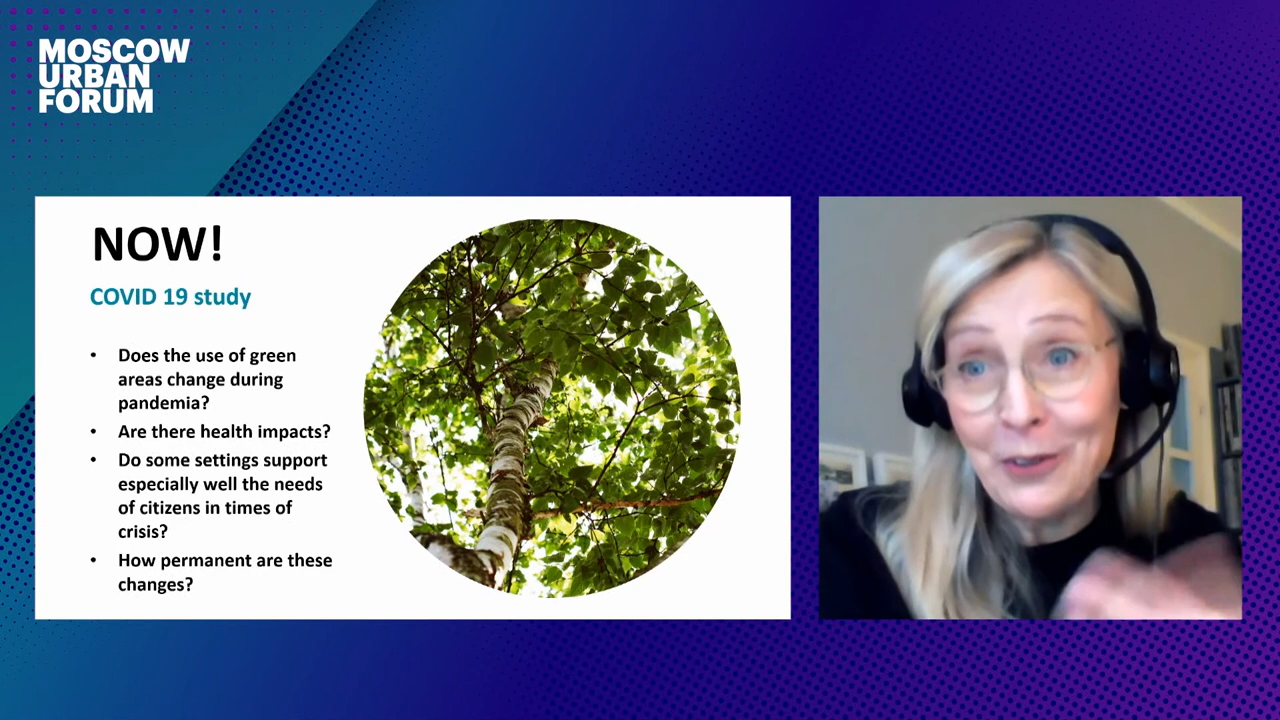 MOSCOW
URBAN
FORUM
NOW!
COVID 19 study
• Does the use of green
areas change during
pandemia?
• Are there health impacts?
• Do some settings support
especially well the needs
of citizens in times of
crisis?
• How permanent are these
changes?